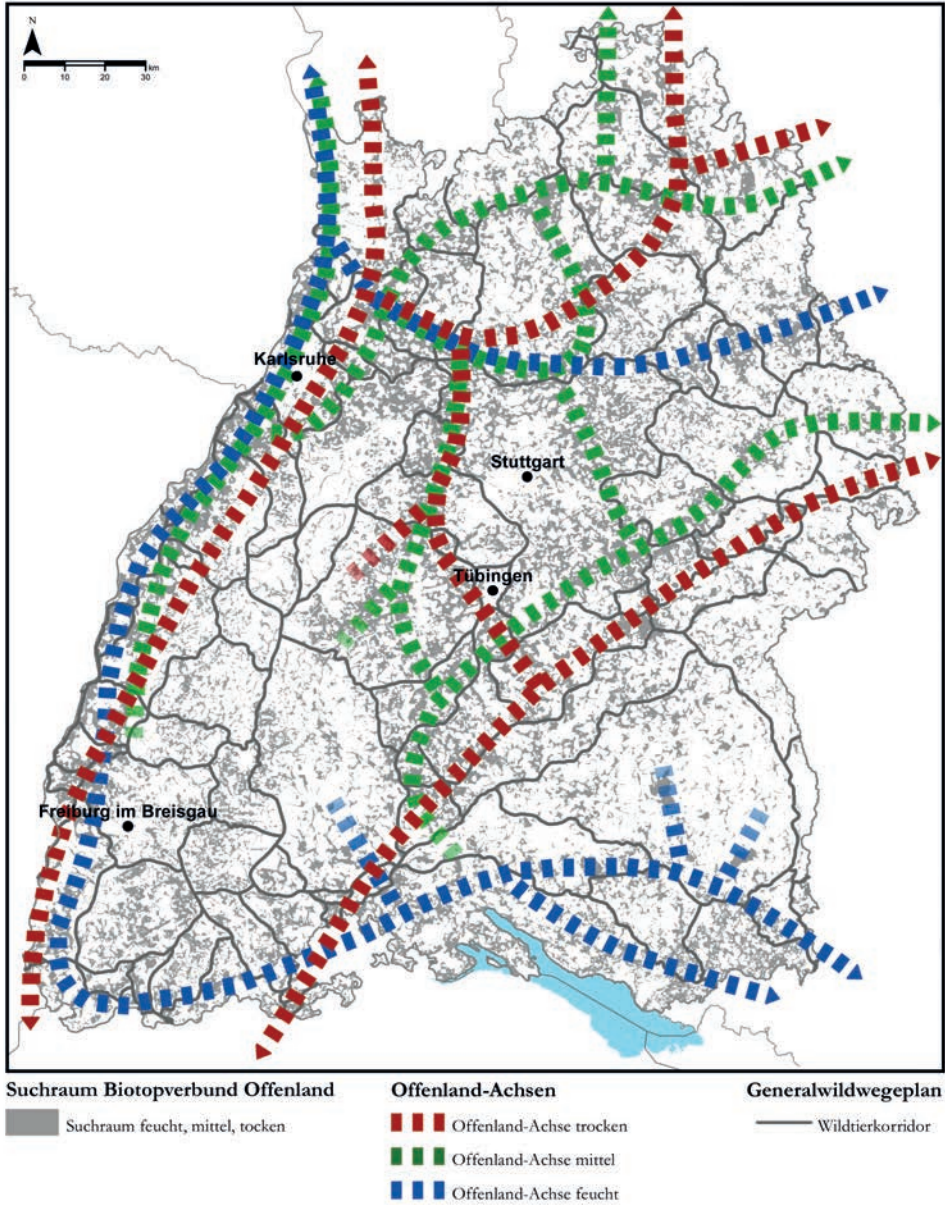 N
km
0 10 20 30
Karlsruhe
Stuttgart
Tübingen
Freiburg im Breisgau
Suchraum Biotopverbund Offenland
Suchraum feucht, mittel, tocken
Offenland-Achsen
Offenland-Achse trocken
Offenland-Achse mittel
Offenland-Achse feucht
Generalwildwegeplan
Wildtierkorridor